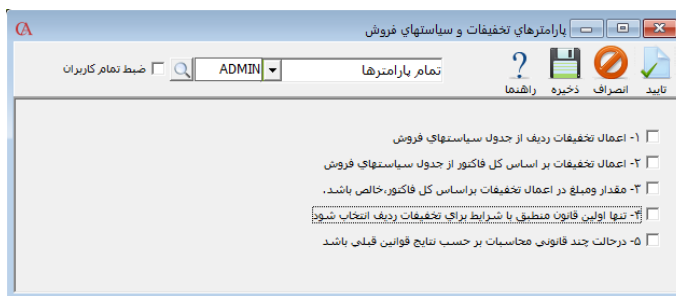 پارامترهاي تخفيفات و سياستهاي فروش
تاييد انصراف ذخيره راهنما
تمام پارامترها
ADMIN
ضبط تمام کاربران
۱- اعمال تخفيفات رديف از جدول سياستهاي فروش
۲- اعمال تخفيفات بر اساس کل فاکتور از جدول سياستهاي فروش
۳- مقدار ومبلغ در اعمال تخفيفات براساس کل فاکتور،خالص باشد.
۴- تنها اولين قانون منطبق با شرايط براي تخفيفات رديف انتخاب شود
۵- درحالت چند قانوني محاسبات بر حسب نتايج قوانين قبلي باشد